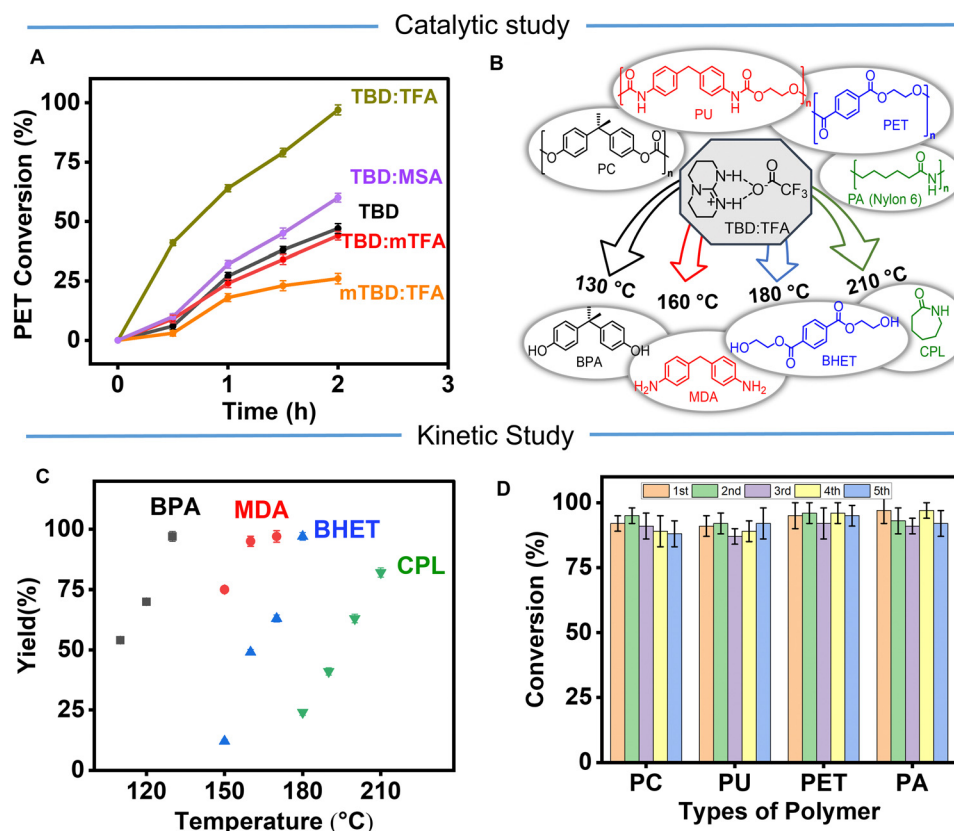 Catalytic study
A
PET Conversion (%)
100
75
50
25
0
0
1
2
3
Time (h)
TBD:TFA
TBD:MSA
TBD
TBD:mTFA
mTBD:TFA
B
PU
PET
PC
PA (Nylon 6)
TBD:TFA
130 °C
160 °C
180 °C
210 °C
BPA
MDA
BHET
CPL
Kinetic Study
C
Yield(%)
100
75
50
25
0
120
150
180
210
Temperature (°C)
BPA
MDA
BHET
CPL
D
1st 2nd 3rd 4th 5th
Conversion (%)
100
75
50
25
0
PC PU PET PA
Types of Polymer